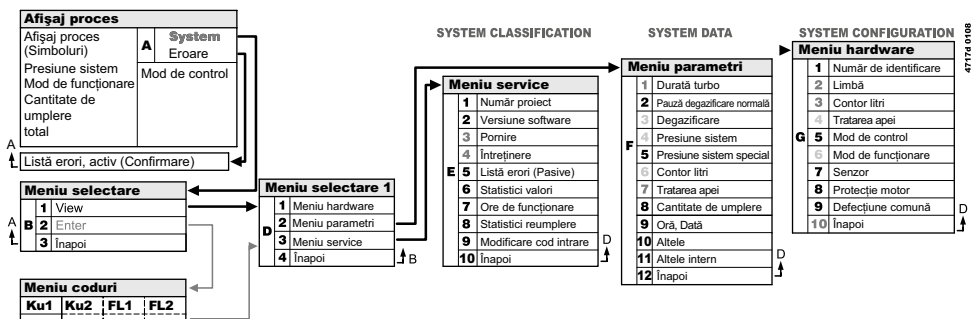 Afişaj proces
Afişaj proces
(Simboluri)
Presiune sistem
Mod de funcţionare
Cantitate de
umplere
total
A
System
Eroare
Mod de control
A
Listă erori, activ (Confirmare)
Meniu selectare
A
B
1 View
2 Enter
3 Înapoi
Meniu coduri
Ku1 Ku2 FL1 FL2
Meniu selectare 1
D
1 Meniu hardware
2 Meniu parametri
3 Meniu service
4 Înapoi
B
SYSTEM CLASSIFICATION
Meniu service
E
1 Număr proiect
2 Versiune software
3 Pornire
4 Întreţinere
5 Listă erori (Pasive)
6 Statistici valori
7 Ore de funcţionare
8 Statistici reumplere
9 Modificare cod intrare
10 Înapoi
D
SYSTEM DATA
Meniu parametri
F
1 Durată turbo
2 Pauză degazificare normală
3 Degazificare
4 Presiune sistem
5 Presiune sistem special
6 Contor litri
7 Tratarea apei
8 Cantitate de umplere
9 Oră, Dată
10 Altele
11 Altele intern
12 Înapoi
D
SYSTEM CONFIGURATION
Meniu hardware
G
1 Număr de identificare
2 Limbă
3 Contor litri
4 Tratarea apei
5 Mod de control
6 Mod de funcţionare
7 Senzor
8 Protecţie motor
9 Defecţiune comună
10 Înapoi
D
4717d 0108